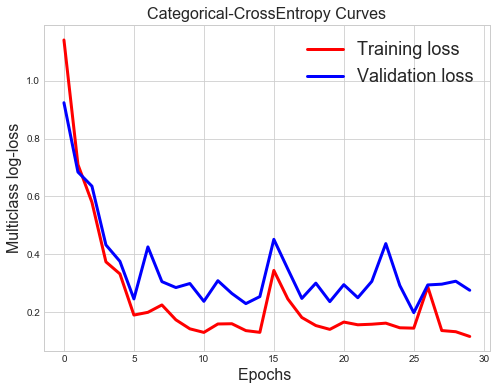 Categorical-CrossEntropy Curves
Training loss
Validation loss
Multiclass log-loss
1.0
0.8
0.6
0.4
0.2
0 5 10 15 20 25 30
Epochs